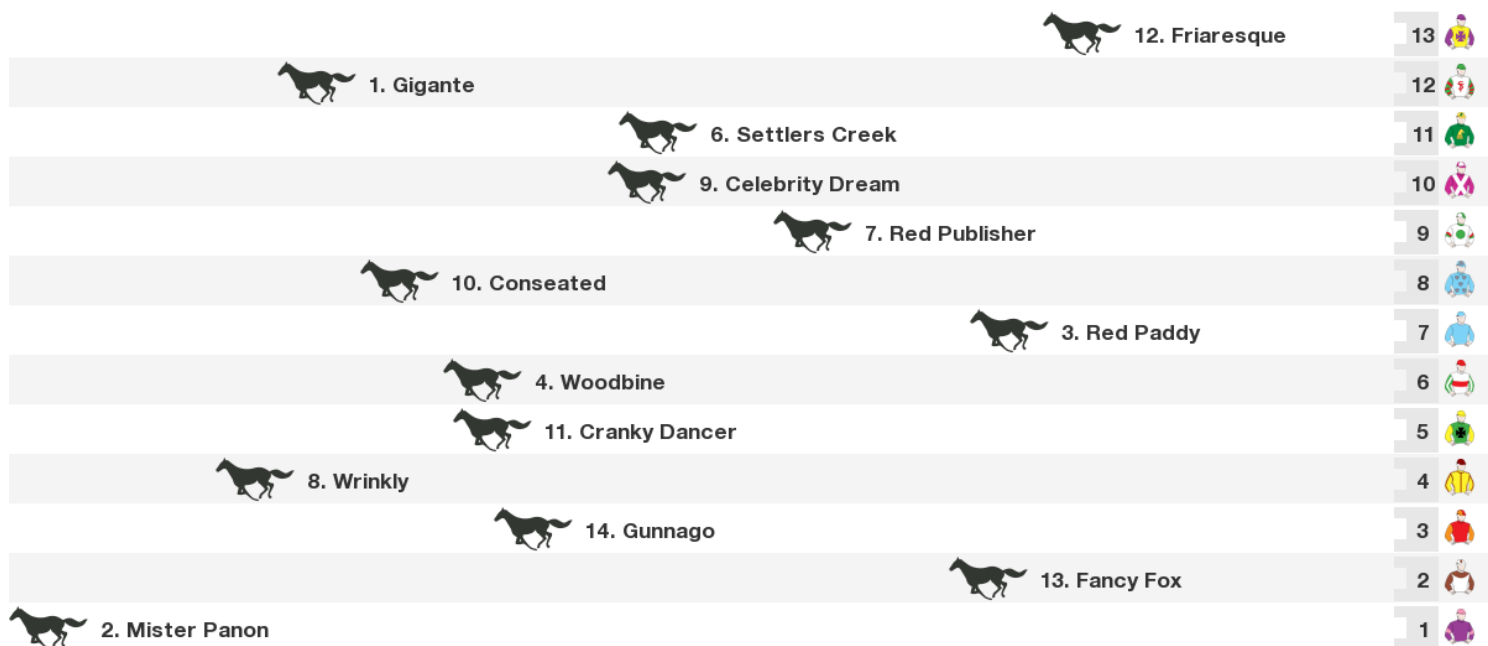 12. Friaresque 13
1. Gigante 12
6. Settlers Creek 11
9. Celebrity Dream 10
7. Red Publisher 9
10. Conseated 8
3. Red Paddy 7
4. Woodbine 6
11. Cranky Dancer 5
8. Wrinkly 4
14. Gunnago 3
13. Fancy Fox 2
2. Mister Panon 1